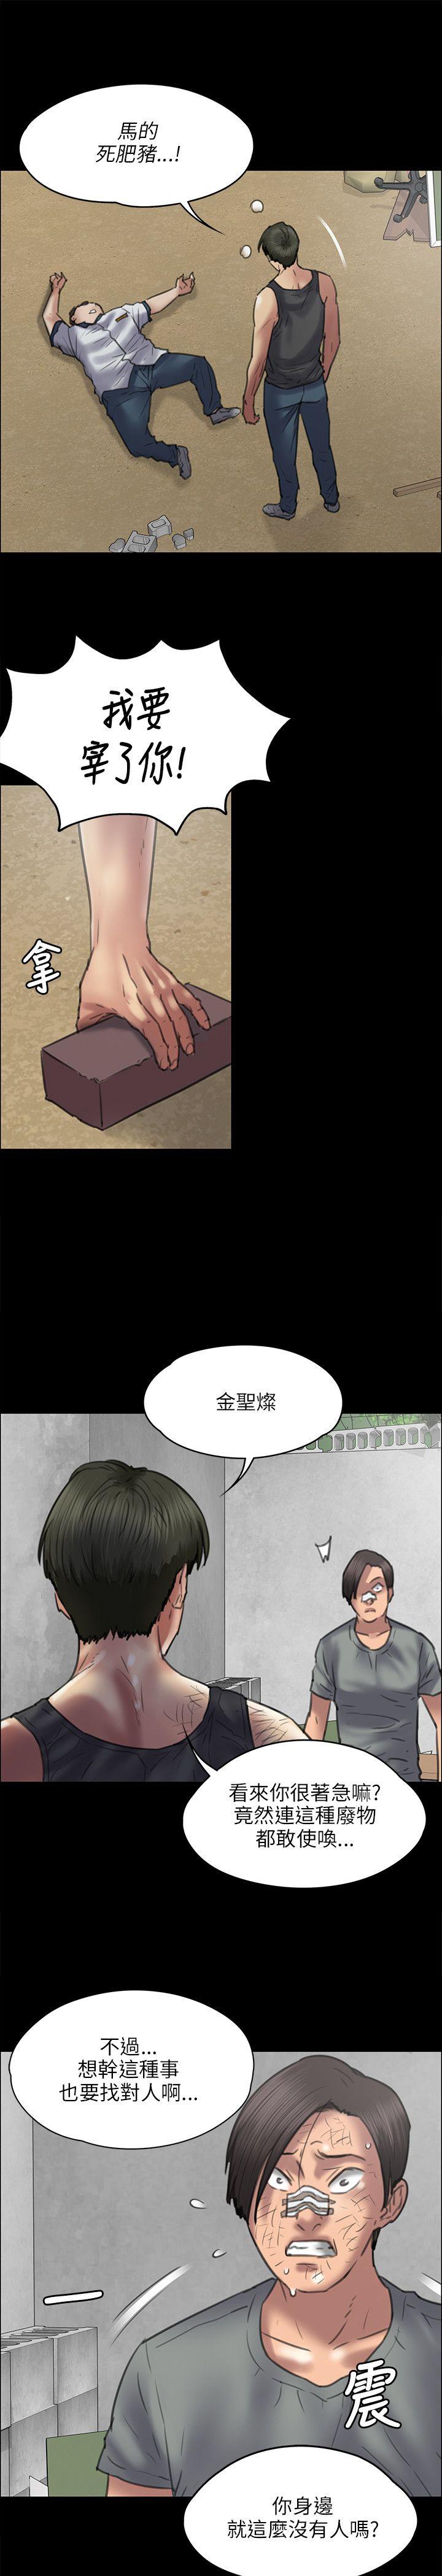 馬的
死肥豬...!
我要
宰了你!
拿
金聖燦
看來你很著急嘛?
竟然連這種廢物
都敢使喚...
不過...
想幹這種事
也要找對人啊...
震
你身邊
就這麼沒有人嗎?